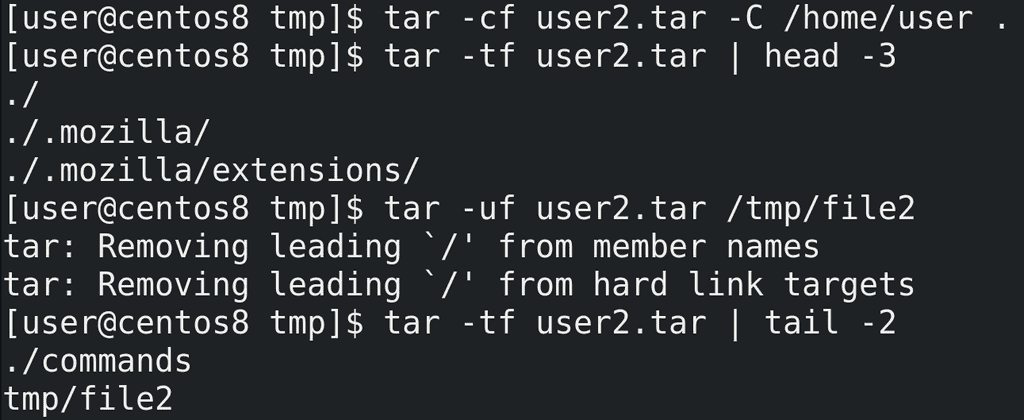 [user@centos8 tmp]$ tar -cf user2.tar -C /home/user .
[user@centos8 tmp]$ tar -tf user2.tar | head -3
./
./.mozilla/
./.mozilla/extensions/
[user@centos8 tmp]$ tar -uf user2.tar /tmp/file2
tar: Removing leading `/' from member names
tar: Removing leading `/' from hard link targets
[user@centos8 tmp]$ tar -tf user2.tar | tail -2
./commands
tmp/file2